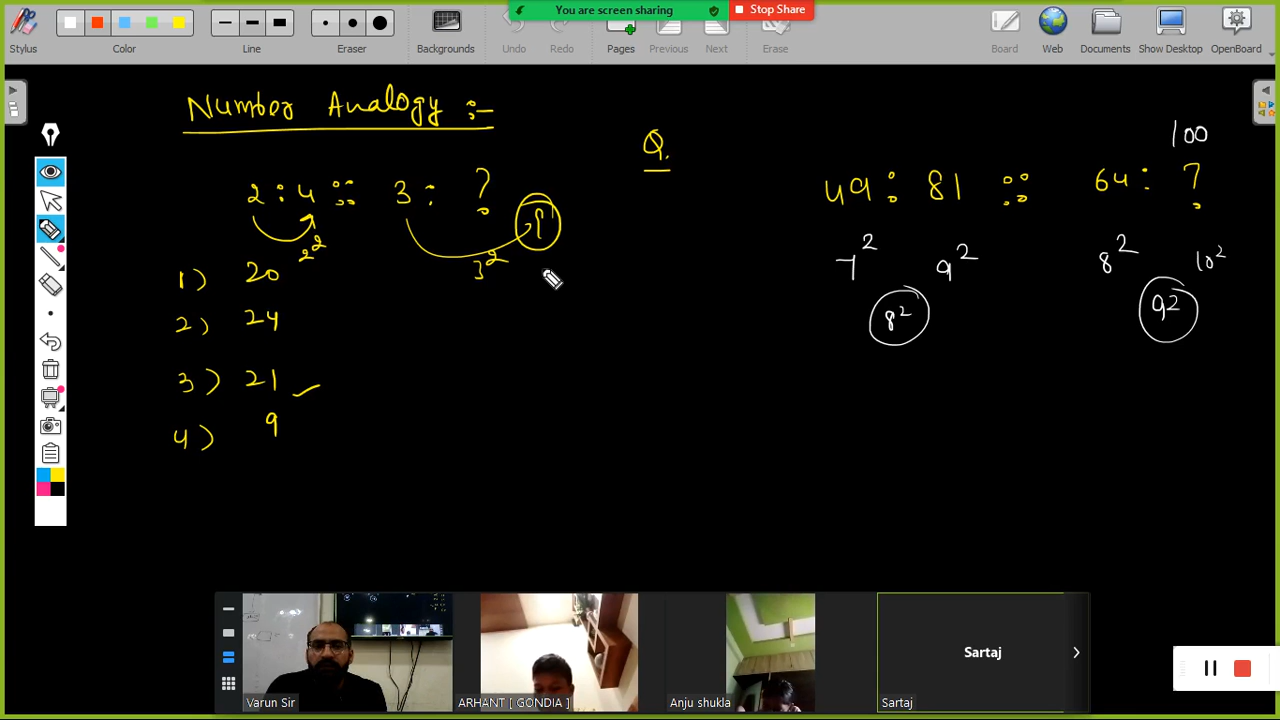 You are screen sharing
Stop Share
Stylus
Color
Line
Eraser
Backgrounds
Undo
Redo
Pages
Previous
Next
Erase
Board
Web
Documents
Show Desktop
OpenBoard
Number Analogy :-
2 : 4 :: 3 : ?
9
2²
3²
1) 20
2) 24
3) 21
4) 9
Q.
100
49 : 81 :: 64 : ?
7² 9² 8² 10²
8² 9²
Varun Sir
ARHANT [ GONDIA ]
Anju shukla
Sartaj
Sartaj